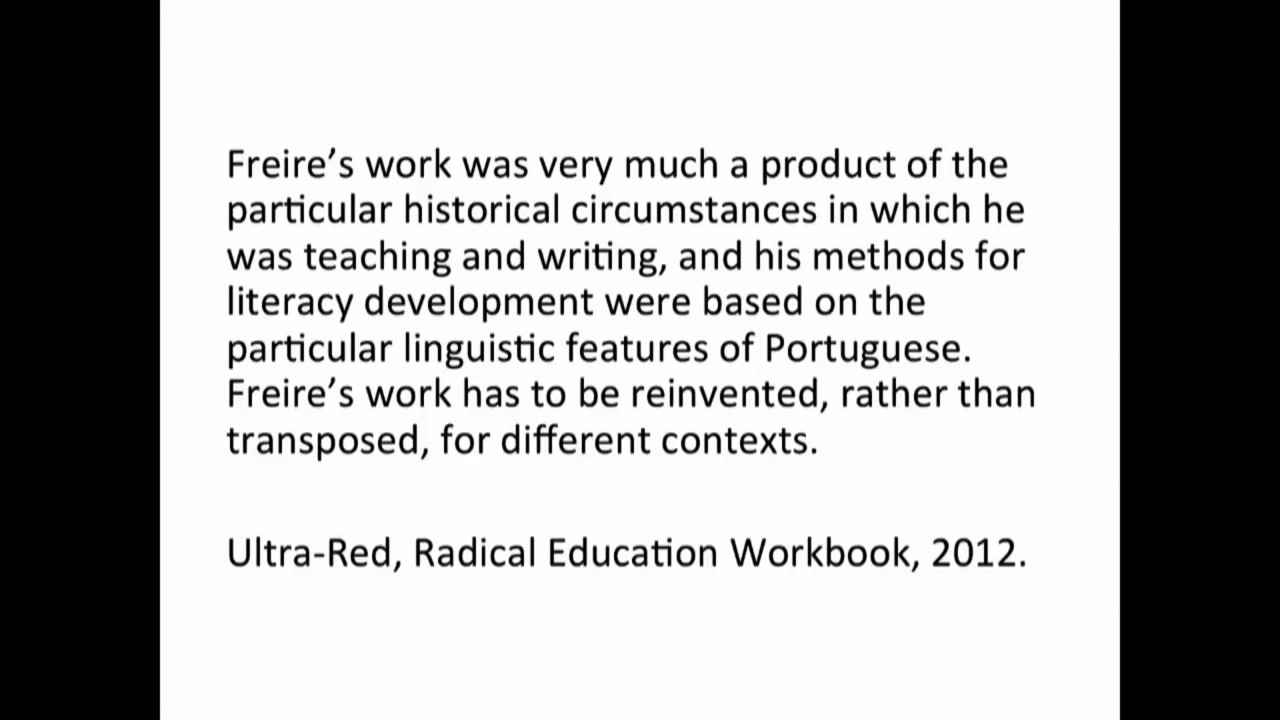 Freire’s work was very much a product of the
particular historical circumstances in which he
was teaching and writing, and his methods for
literacy development were based on the
particular linguistic features of Portuguese.
Freire’s work has to be reinvented, rather than
transposed, for different contexts.
Ultra-Red, Radical Education Workbook, 2012.